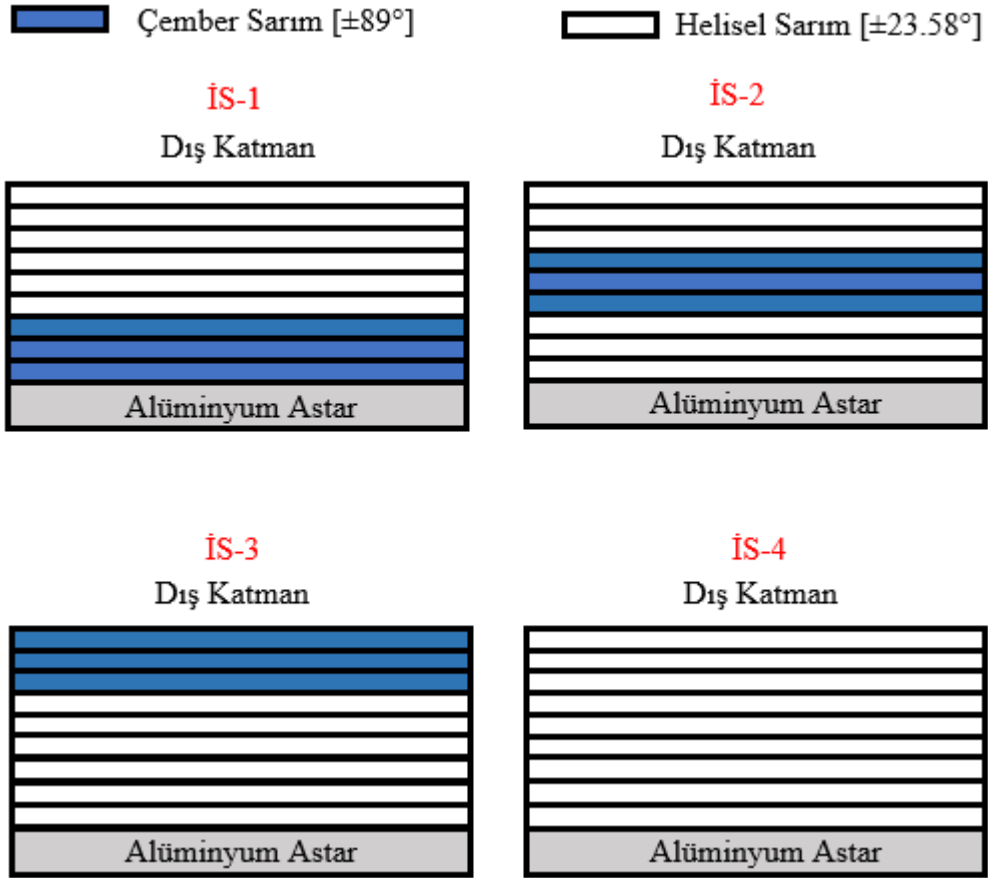 Çember Sarım [±89°]
Helisel Sarım [±23.58°]
İS-1
Dış Katman
Alüminyum Astar
İS-2
Dış Katman
Alüminyum Astar
İS-3
Dış Katman
Alüminyum Astar
İS-4
Dış Katman
Alüminyum Astar